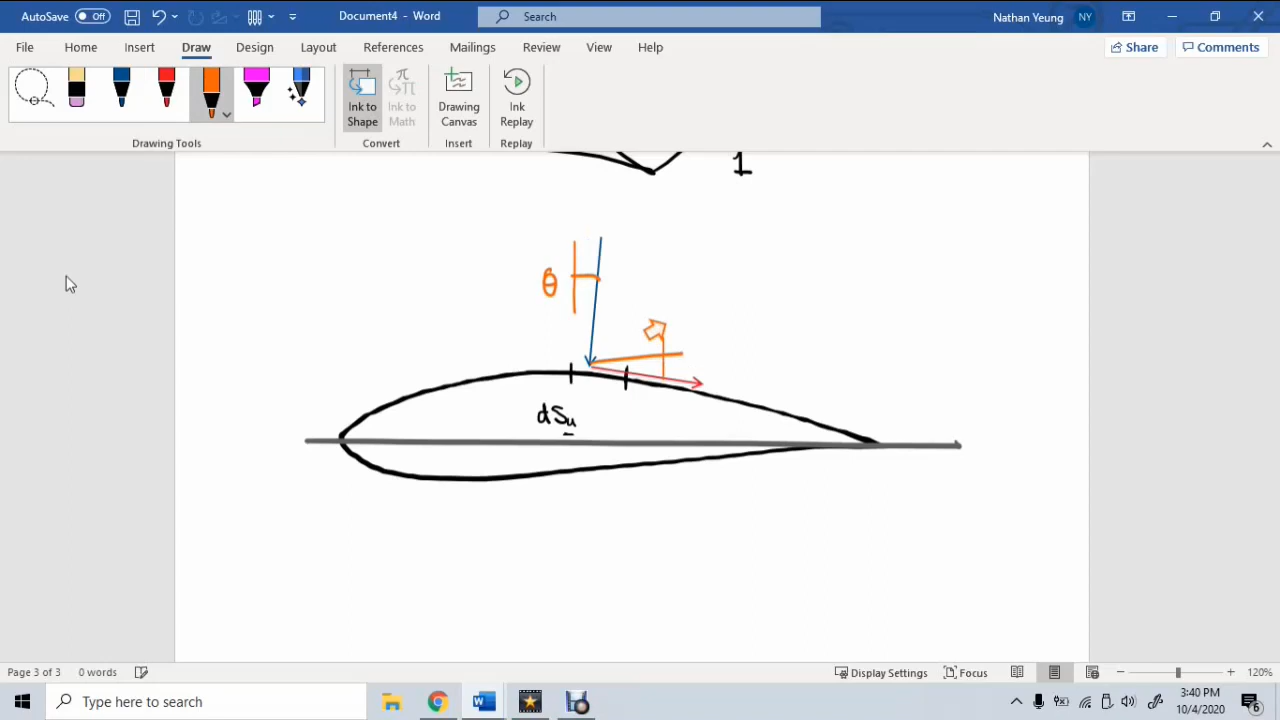 AutoSave Off Document4 - Word Search Nathan Yeung NY
File Home Insert Draw Design Layout References Mailings Review View Help Share Comments
Ink to Shape
Ink to Math
Drawing Canvas
Ink Replay
Drawing Tools Convert Insert Replay
1
θ
dSu
Page 3 of 3 0 words Display Settings Focus 120%
Type here to search 3:40 PM
10/4/2020 6